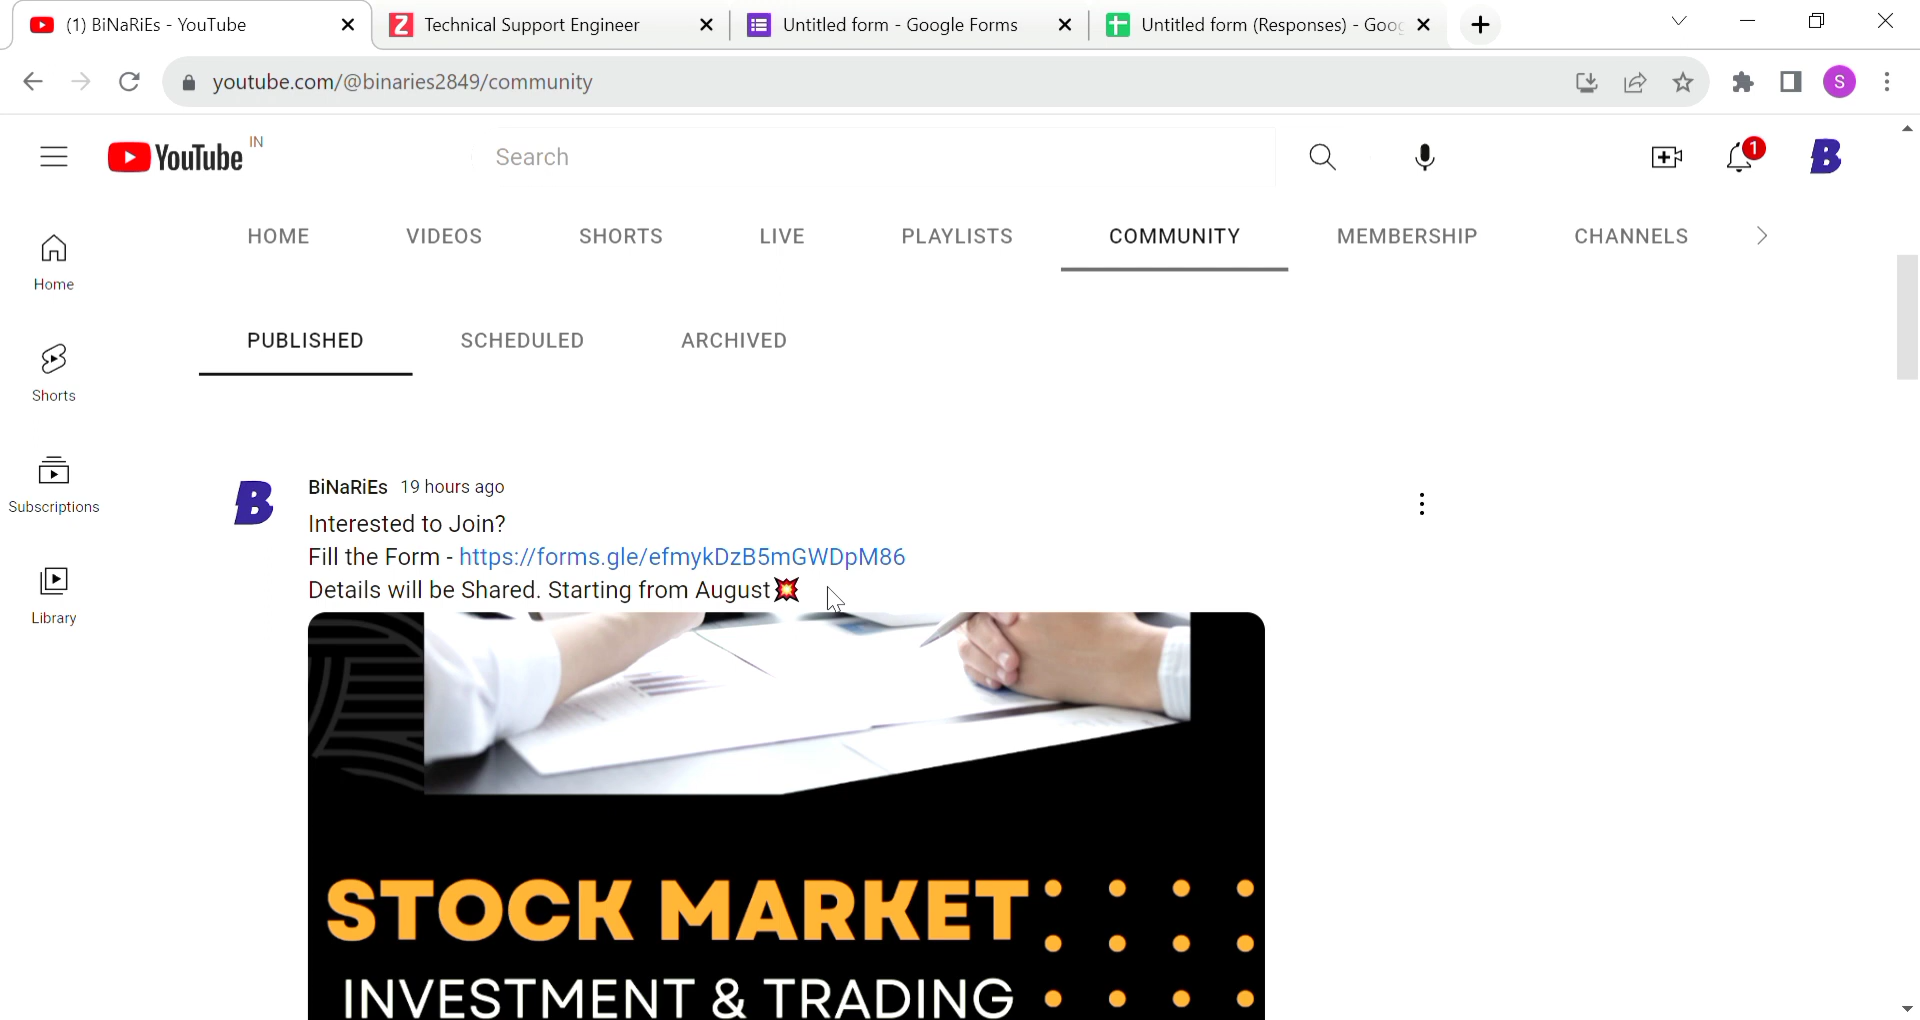 (1) BiNaRiEs - YouTube
Technical Support Engineer
Untitled form - Google Forms
Untitled form (Responses) - Goog
youtube.com/@binaries2849/community
S
YouTube IN
Search
1
B
HOME VIDEOS SHORTS LIVE PLAYLISTS COMMUNITY MEMBERSHIP CHANNELS
Home
Shorts
Subscriptions
Library
PUBLISHED SCHEDULED ARCHIVED
B
BiNaRiEs 19 hours ago
Interested to Join?
Fill the Form - https://forms.gle/efmykDzB5mGWDpM86
Details will be Shared. Starting from August💥
STOCK MARKET
INVESTMENT & TRADING